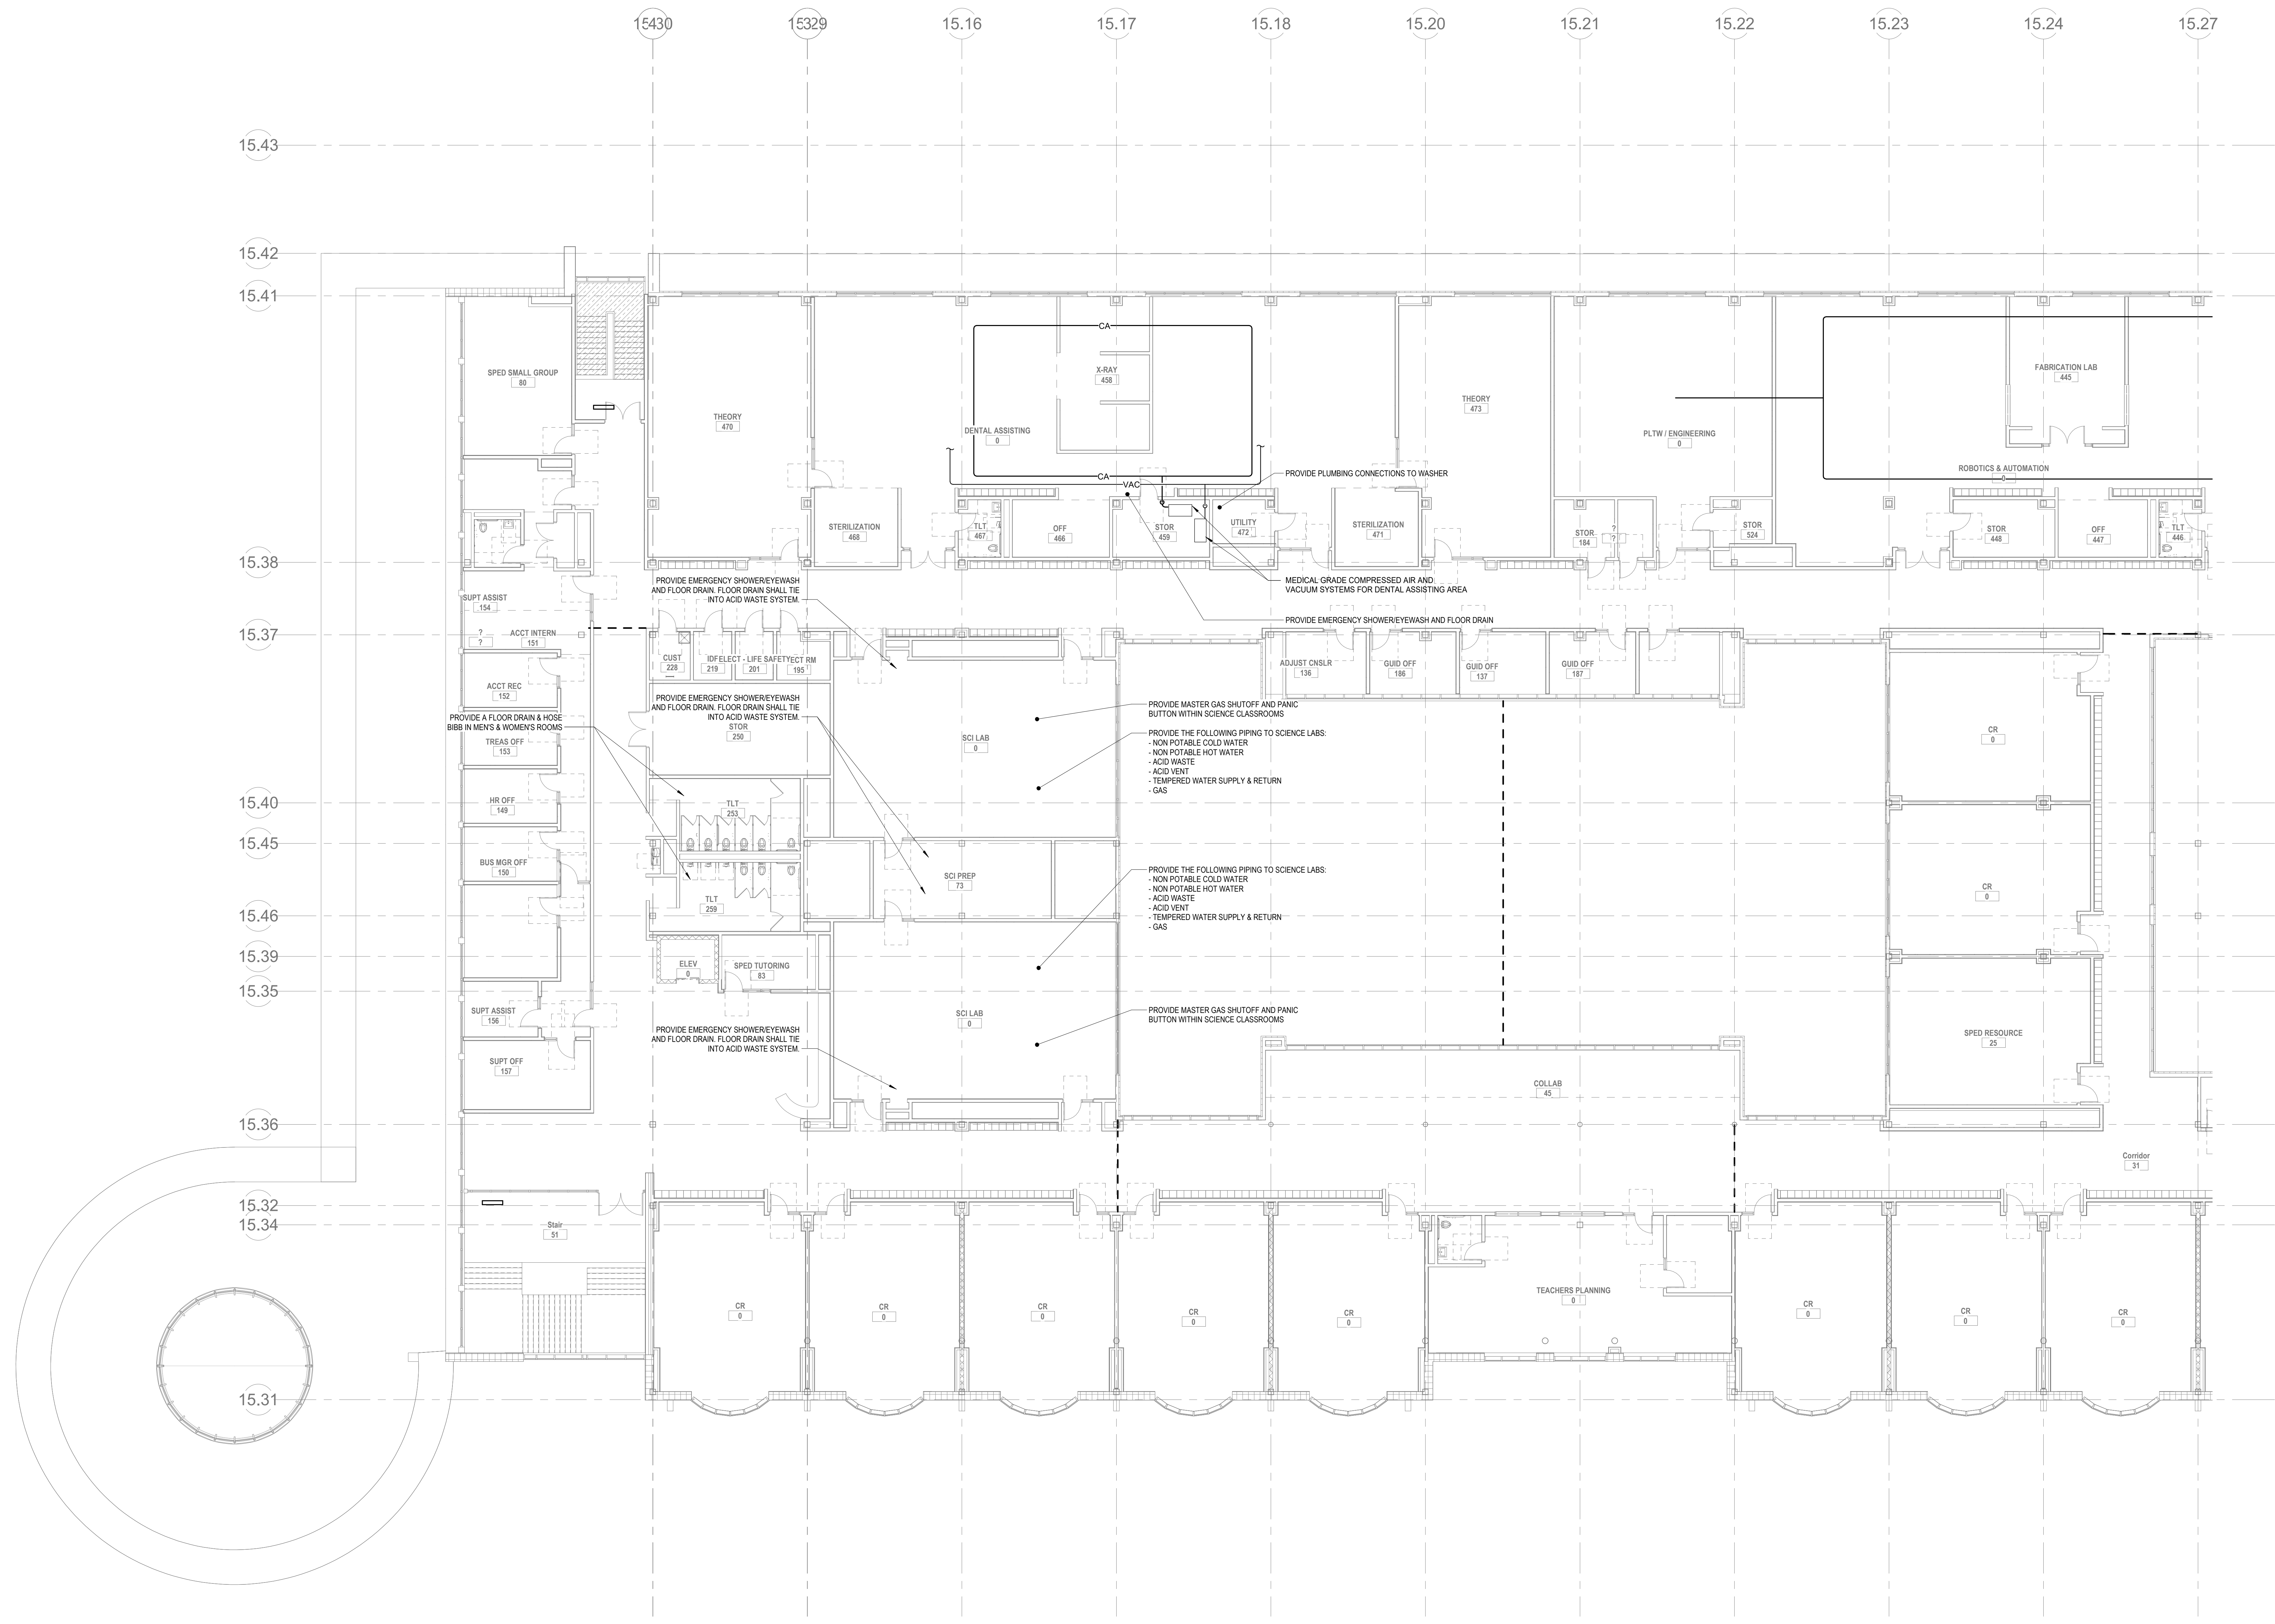 15430
15329
15.16
15.17
15.18
15.20
15.21
15.22
15.23
15.24
15.27
15.43
15.42
15.41
15.38
15.37
15.40
15.45
15.46
15.39
15.35
15.36
15.32
15.34
15.31
SPED SMALL GROUP
80
THEORY
470
CA
X-RAY
458
DENTAL ASSISTING
0
CA
VAC
THEORY
473
PLTW / ENGINEERING
0
FABRICATION LAB
445
ROBOTICS & AUTOMATION
0
PROVIDE PLUMBING CONNECTIONS TO WASHER
STERILIZATION
468
TLT
467
OFF
466
STOR
459
UTILITY
472
STERILIZATION
471
STOR
184
?
?
STOR
524
STOR
448
OFF
447
TLT
446
MEDICAL GRADE COMPRESSED AIR AND
VACUUM SYSTEMS FOR DENTAL ASSISTING AREA
PROVIDE EMERGENCY SHOWER/EYEWASH AND FLOOR DRAIN
PROVIDE EMERGENCY SHOWER/EYEWASH
AND FLOOR DRAIN. FLOOR DRAIN SHALL TIE
INTO ACID WASTE SYSTEM.
SUPT ASSIST
154
?
?
ACCT INTERN
151
ACCT REC
152
CUST
228
IDF
219
ELECT - LIFE SAFETY
201
ECT RM
195
PROVIDE EMERGENCY SHOWER/EYEWASH
AND FLOOR DRAIN. FLOOR DRAIN SHALL TIE
INTO ACID WASTE SYSTEM.
STOR
250
PROVIDE A FLOOR DRAIN & HOSE
BIBB IN MEN'S & WOMEN'S ROOMS
TREAS OFF
153
HR OFF
149
BUS MGR OFF
150
TLT
253
TLT
259
SCI LAB
0
PROVIDE MASTER GAS SHUTOFF AND PANIC
BUTTON WITHIN SCIENCE CLASSROOMS
PROVIDE THE FOLLOWING PIPING TO SCIENCE LABS:
- NON POTABLE COLD WATER
- NON POTABLE HOT WATER
- ACID WASTE
- ACID VENT
- TEMPERED WATER SUPPLY & RETURN
- GAS
ADJUST CNSLR
136
GUID OFF
186
GUID OFF
137
GUID OFF
187
CR
0
SCI PREP
73
PROVIDE THE FOLLOWING PIPING TO SCIENCE LABS:
- NON POTABLE COLD WATER
- NON POTABLE HOT WATER
- ACID WASTE
- ACID VENT
- TEMPERED WATER SUPPLY & RETURN
- GAS
CR
0
ELEV
0
SPED TUTORING
83
SUPT ASSIST
156
SUPT OFF
157
PROVIDE EMERGENCY SHOWER/EYEWASH
AND FLOOR DRAIN. FLOOR DRAIN SHALL TIE
INTO ACID WASTE SYSTEM.
SCI LAB
0
PROVIDE MASTER GAS SHUTOFF AND PANIC
BUTTON WITHIN SCIENCE CLASSROOMS
SPED RESOURCE
25
COLLAB
45
Corridor
31
Stair
51
CR
0
CR
0
CR
0
CR
0
CR
0
TEACHERS PLANNING
0
CR
0
CR
0
CR
0